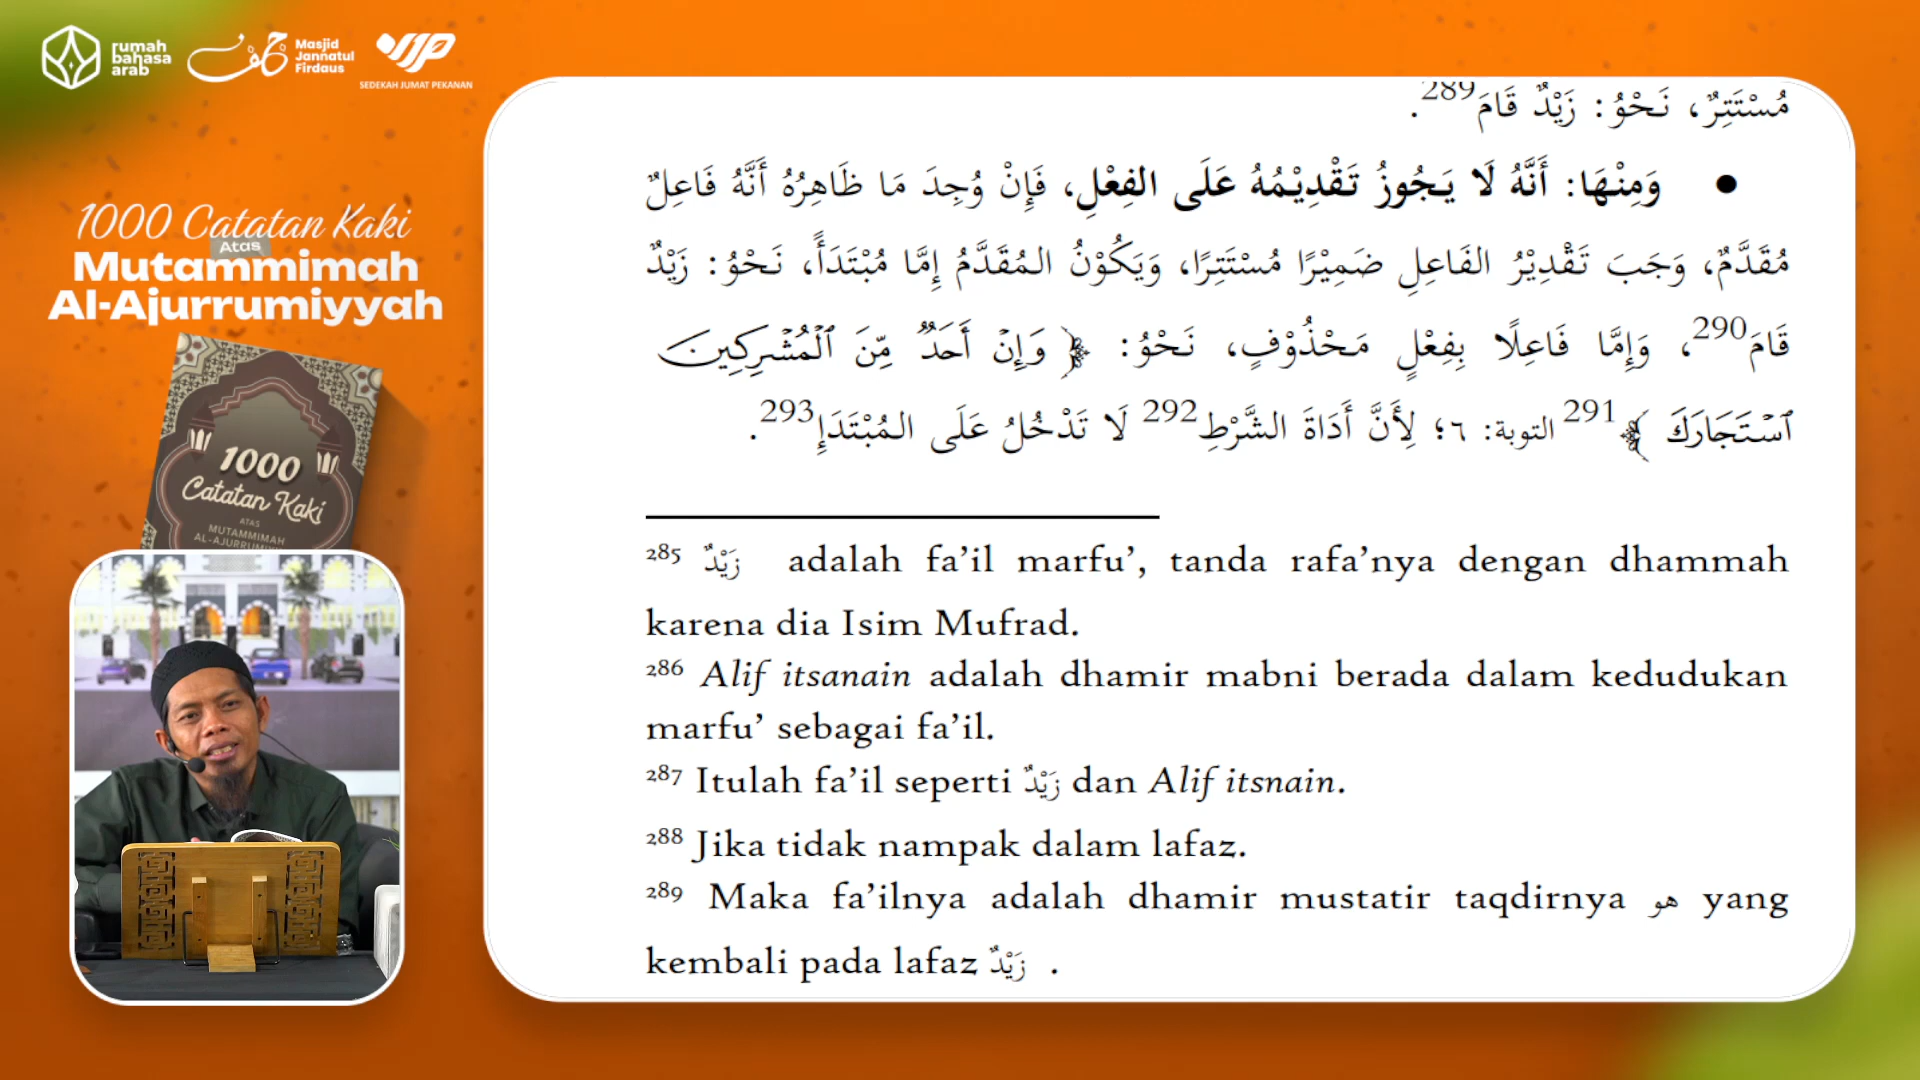 rumah
bahasa
arab
Masjid
Jannatul
Firdaus
VIP
SEDEKAH JUMAT PEKANAN
1000 Catatan Kaki
Atas
Mutammimah
Al-Ajurrumiyyah
1000
Catatan Kaki
ATAS
MUTAMMIMAH
AL-AJURRUMIYYAH
مُسْتَتِرٌ، نَحْوُ: زَيْدٌ قَامَ289.
● وَمِنْهَا: أَنَّهُ لَا يَجُوزُ تَقْدِيْمُهُ عَلَى الفِعْلِ، فَإِنْ وُجِدَ مَا ظَاهِرُهُ أَنَّهُ فَاعِلٌ
مُقَدَّمٌ، وَجَبَ تَقْدِيْرُ الفَاعِلِ ضَمِيْرًا مُسْتَتِرًا، وَيَكُوْنُ المُقَدَّمُ إِمَّا مُبْتَدَأً، نَحْوُ: زَيْدٌ
قَامَ290، وَإِمَّا فَاعِلًا بِفِعْلٍ مَحْذُوْفٍ، نَحْوُ: ﴿ وَإِنۡ أَحَدٞ مِّنَ ٱلۡمُشۡرِكِينَ
ٱسۡتَجَارَكَ ﴾291 التوبة: ٦؛ لِأَنَّ أَدَاةَ الشَّرْطِ292 لَا تَدْخُلُ عَلَى المُبْتَدَإِ293.
285 زَيْدٌ adalah fa’il marfu’, tanda rafa’nya dengan dhammah
karena dia Isim Mufrad.
286 Alif itsanain adalah dhamir mabni berada dalam kedudukan
marfu’ sebagai fa’il.
287 Itulah fa’il seperti زَيْدٌ dan Alif itsnain.
288 Jika tidak nampak dalam lafaz.
289 Maka fa’ilnya adalah dhamir mustatir taqdirnya هو yang
kembali pada lafaz زَيْدٌ .